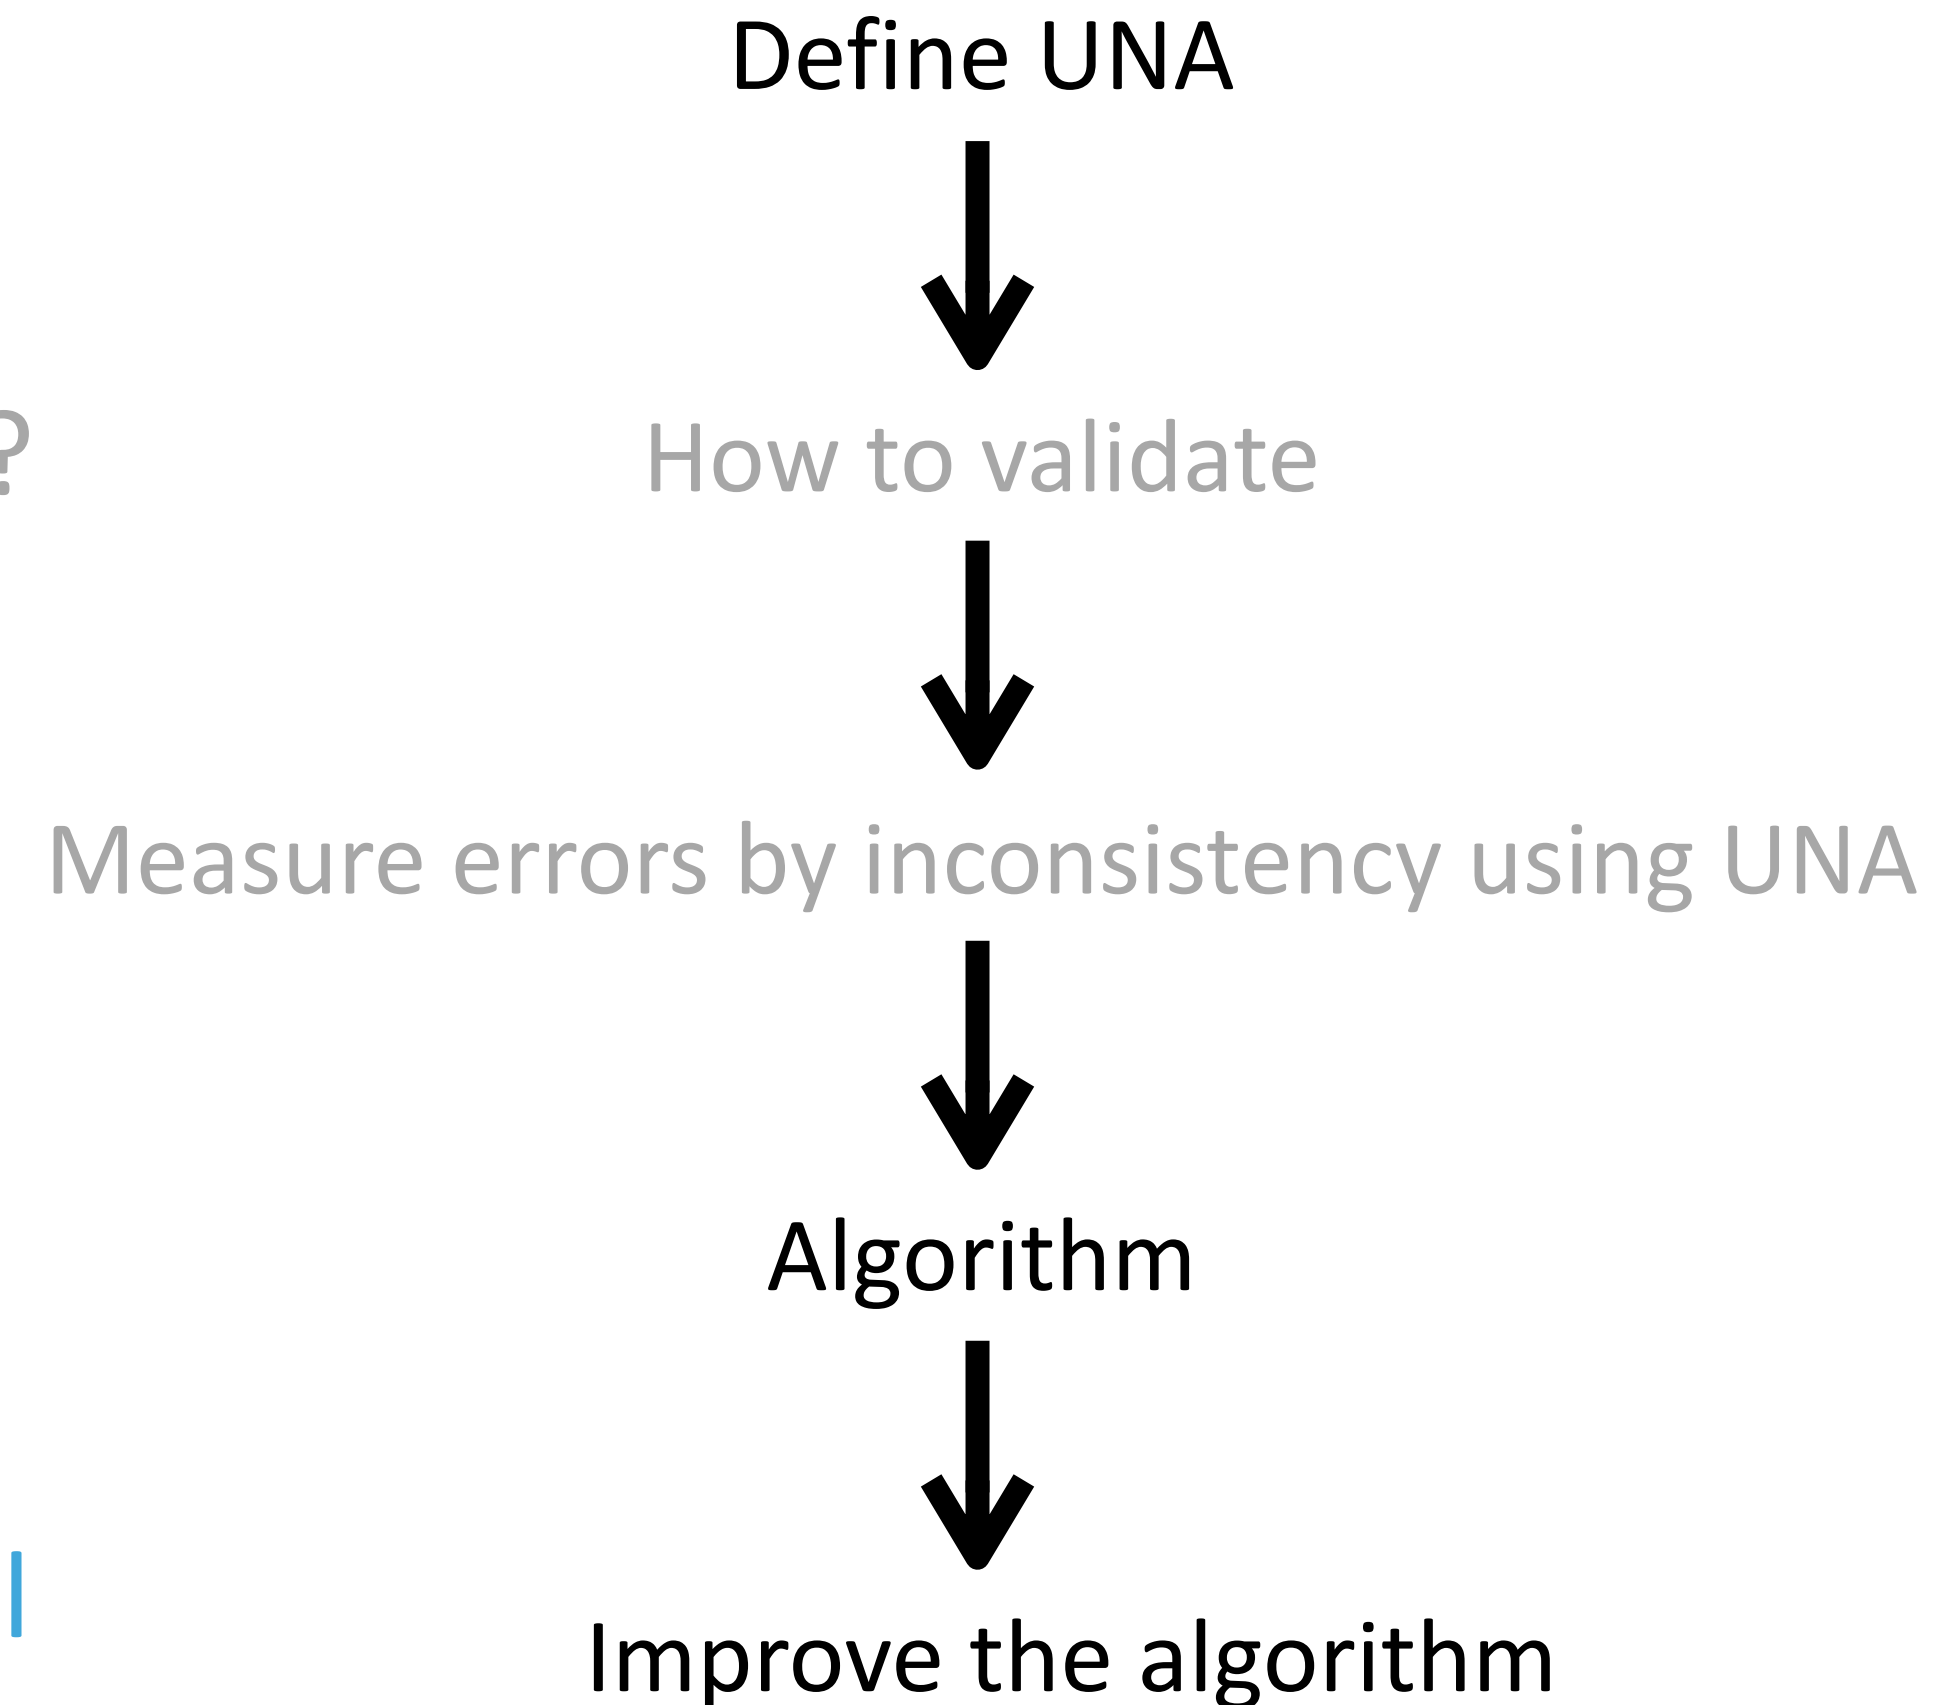 Define UNA
?
How to validate
Measure errors by inconsistency using UNA
Algorithm
Improve the algorithm